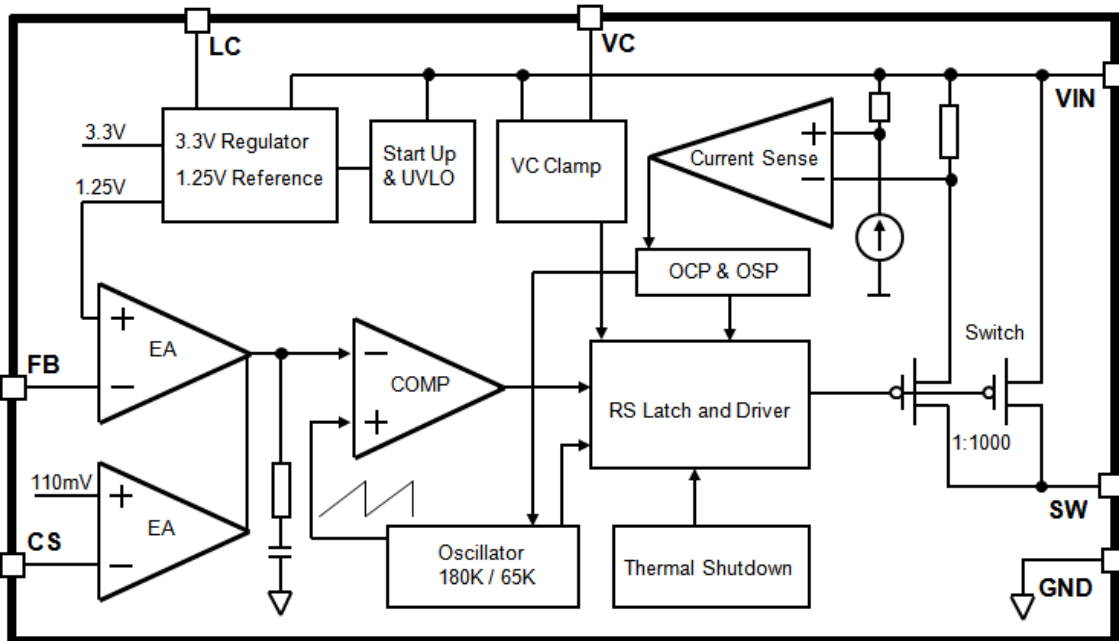 LC
VC
VIN
3.3V
3.3V Regulator
1.25V Reference
Start Up
& UVLO
VC Clamp
+
Current Sense
−
1.25V
OCP & OSP
Switch
+
EA
FB
−
−
COMP
+
RS Latch and Driver
1:1000
110mV
+
EA
CS
−
Oscillator
180K / 65K
Thermal Shutdown
SW
GND